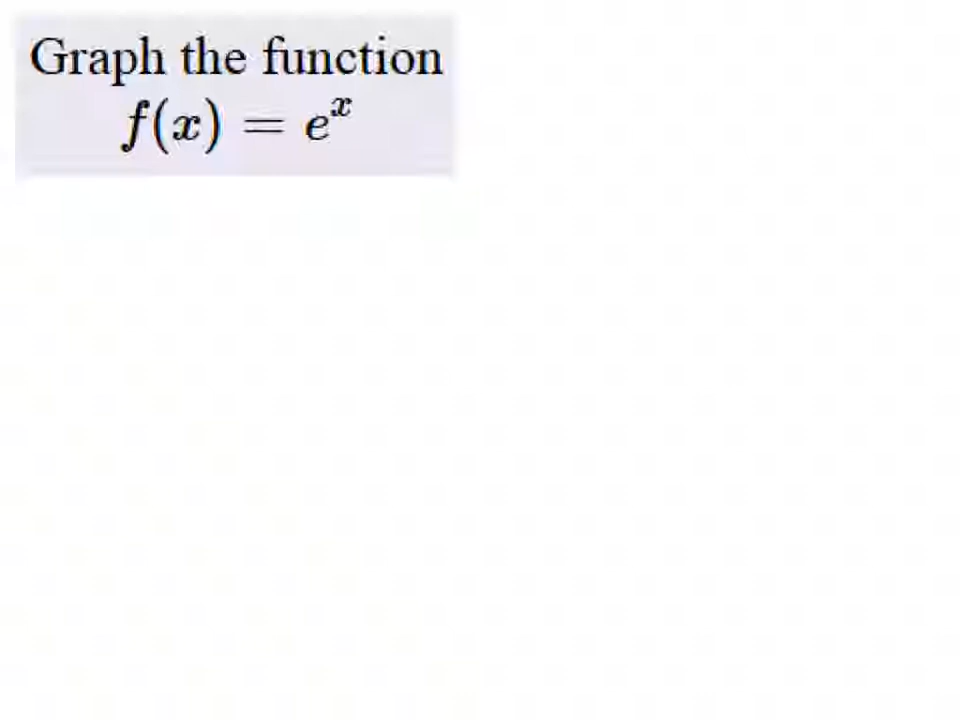 Graph the function
f(x) = e^x